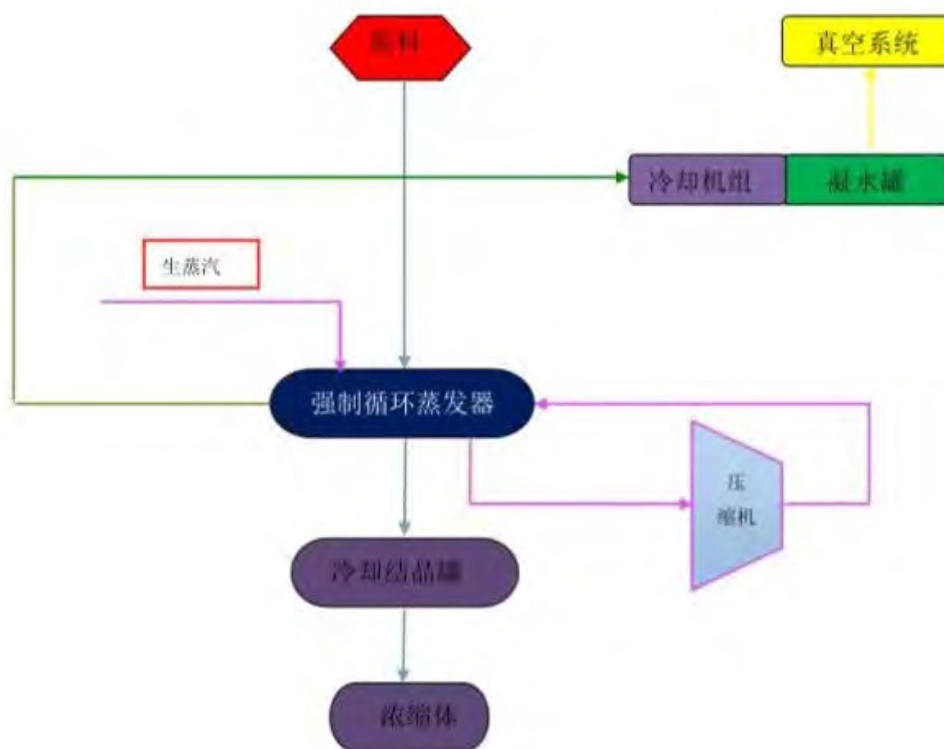 原料
真空系统
冷却机组
凝水罐
生蒸汽
强制循环蒸发器
压
缩机
冷却结晶罐
浓缩体